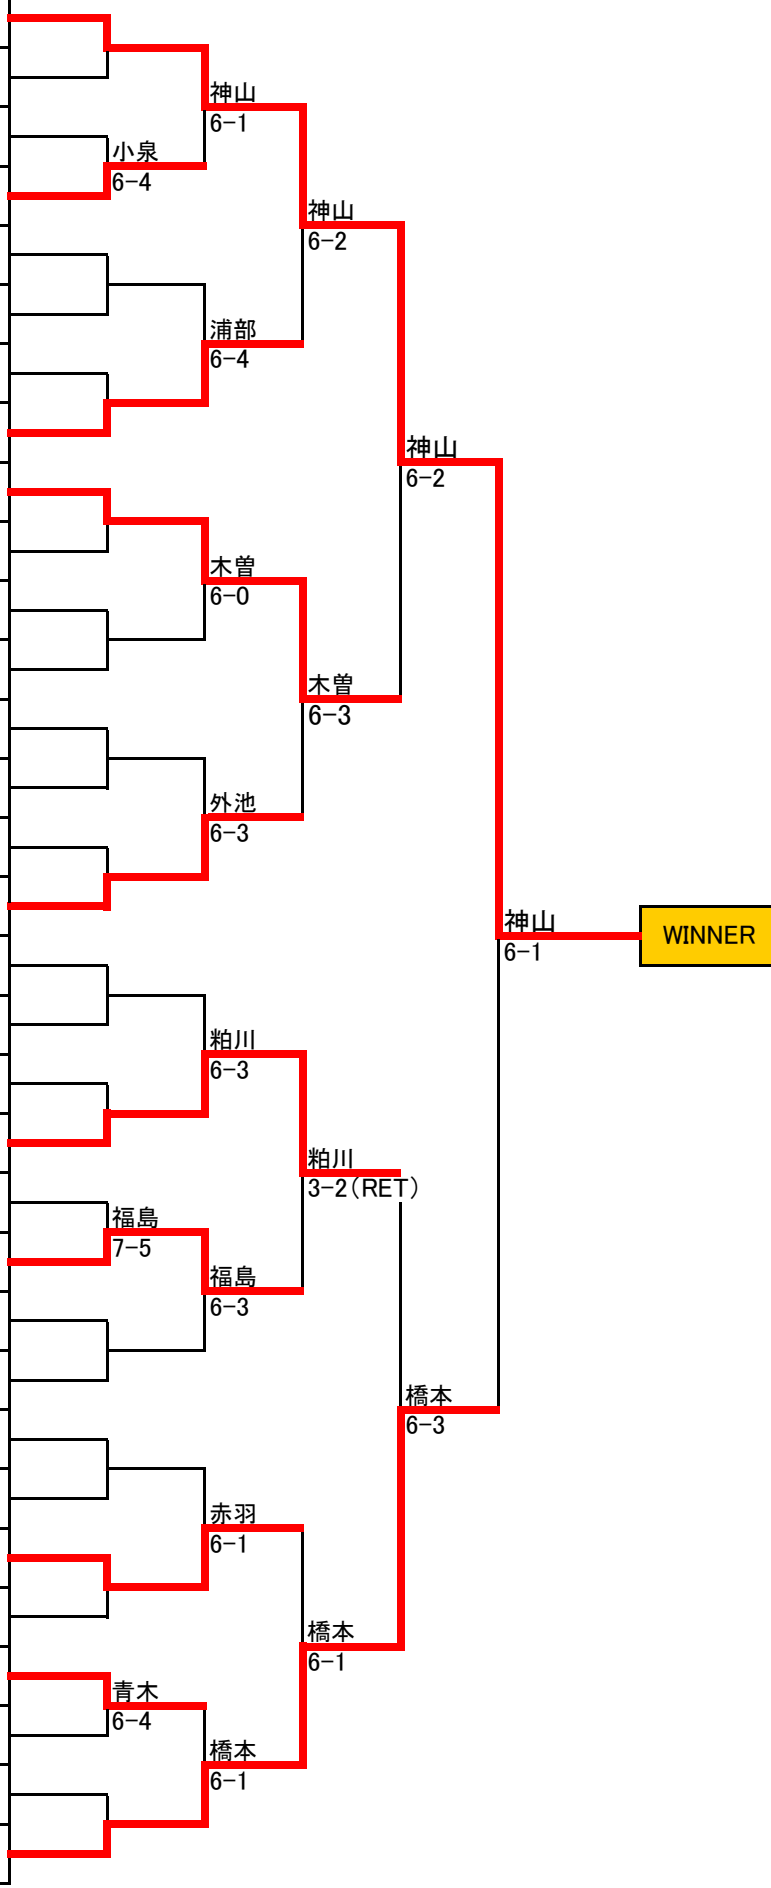 神山
6-1
小泉
6-4
神山
6-2
浦部
6-4
神山
6-2
木曽
6-0
木曽
6-3
外池
6-3
神山
6-1
WINNER
粕川
6-3
粕川
3-2(RET)
福島
7-5
福島
6-3
橋本
6-3
赤羽
6-1
橋本
6-1
青木
6-4
橋本
6-1